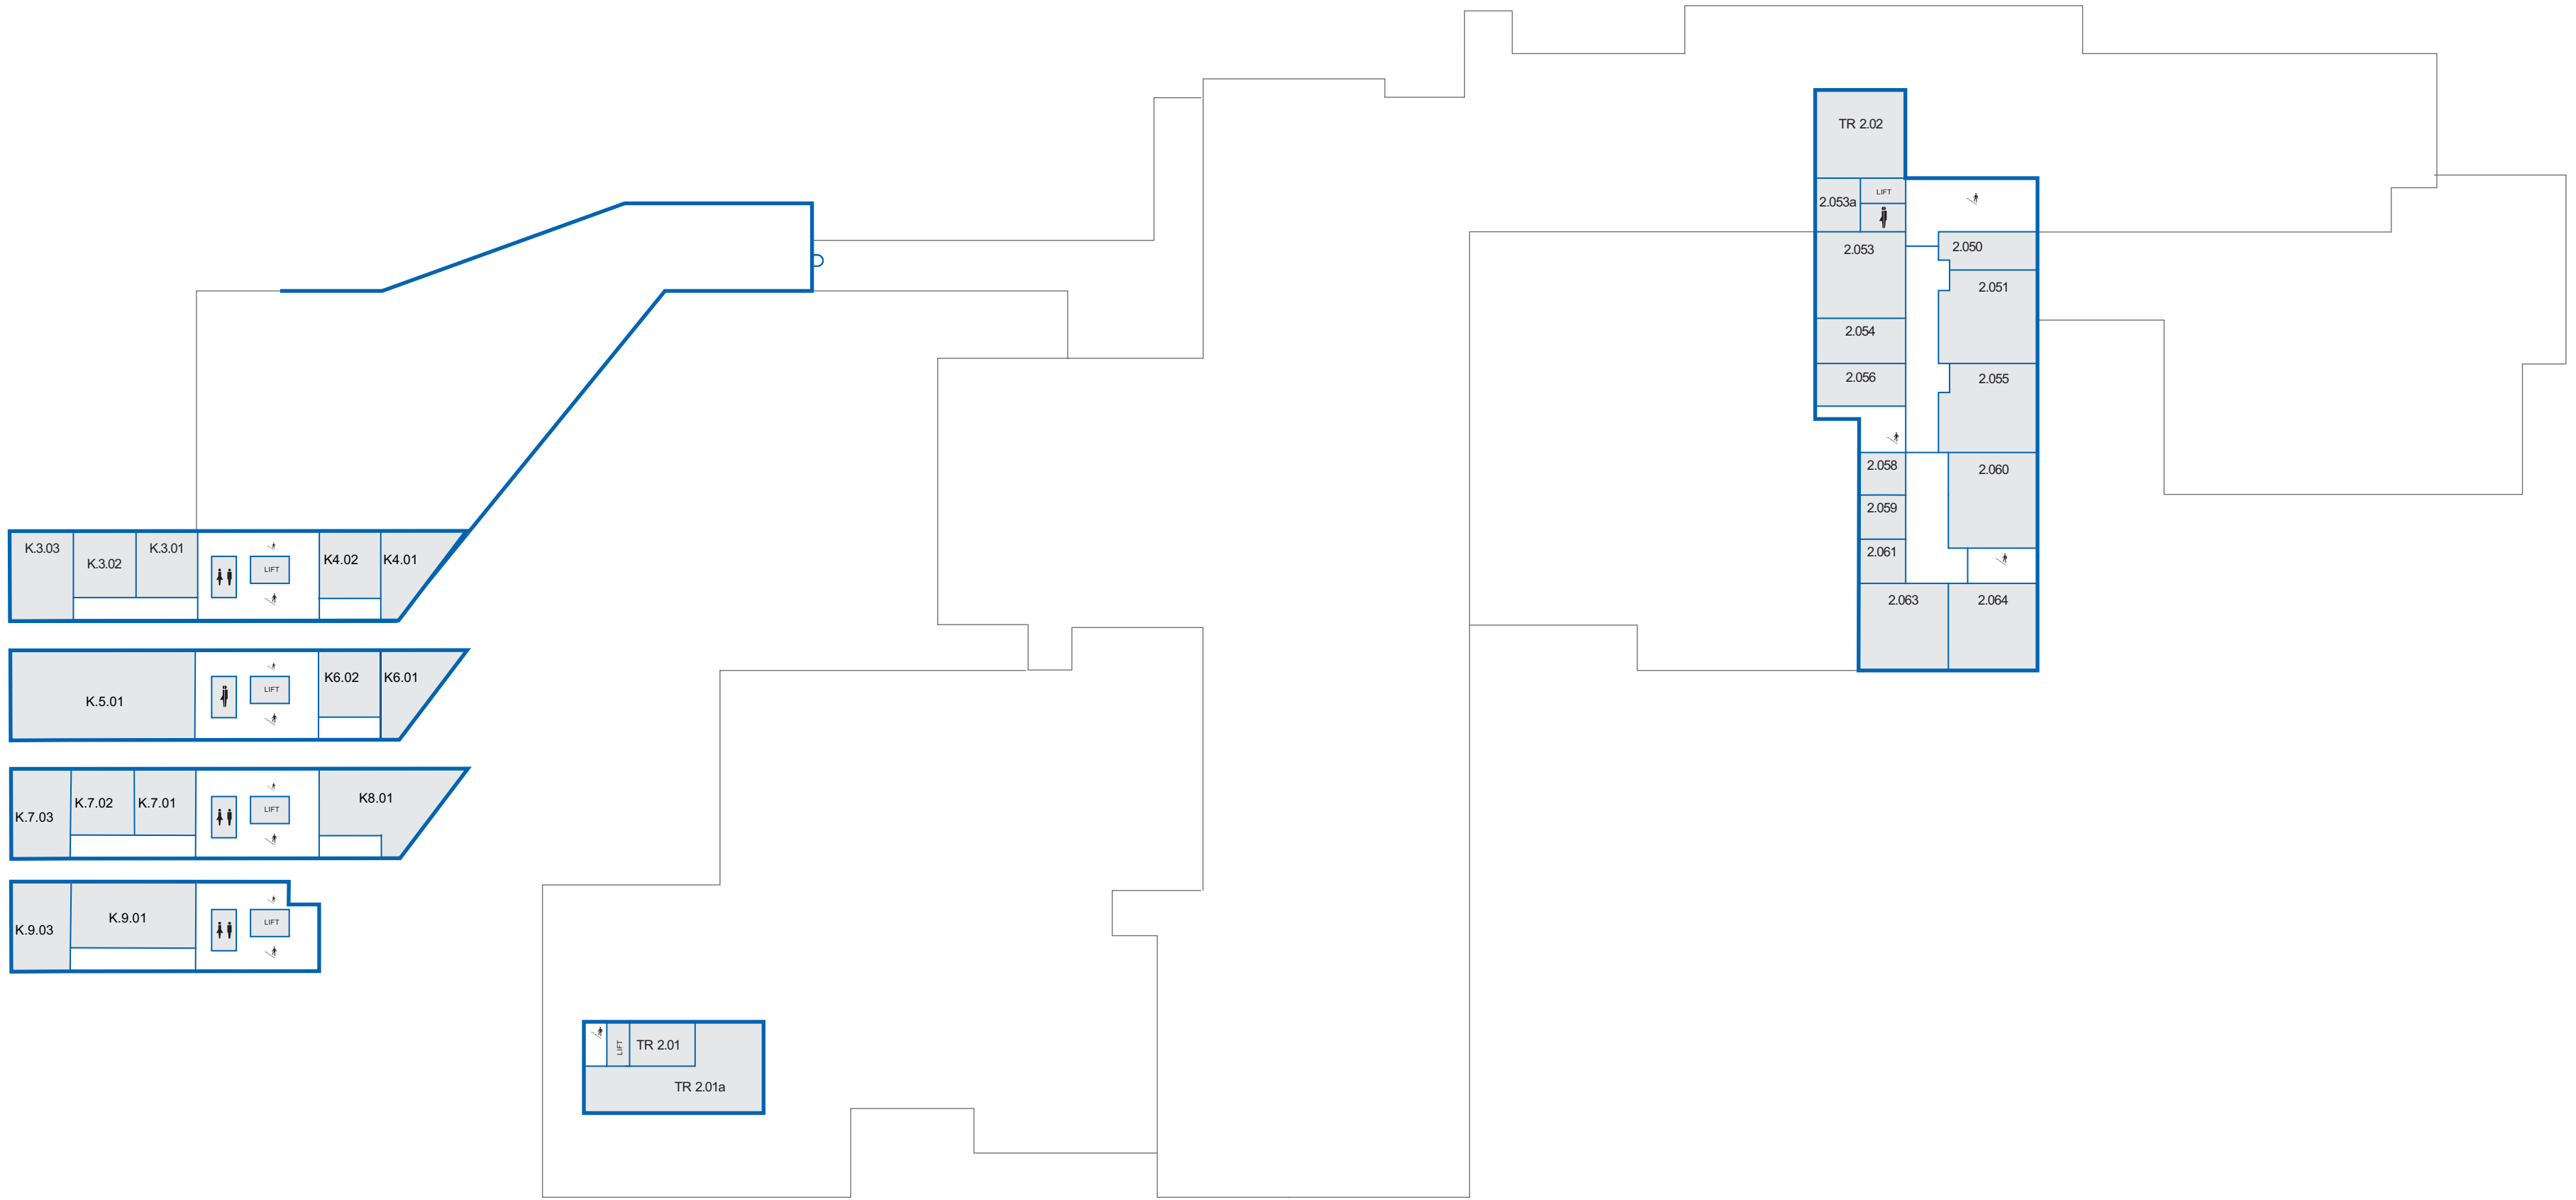 TR 2.02
2.053a
LIFT
2.053
2.050
2.051
2.054
2.056
2.055
2.058
2.060
2.059
2.061
2.063
2.064
K.3.03
K.3.02
K.3.01
LIFT
K4.02
K4.01
K.5.01
LIFT
K6.02
K6.01
K.7.03
K.7.02
K.7.01
LIFT
K8.01
K.9.03
K.9.01
LIFT
LIFT
TR 2.01
TR 2.01a